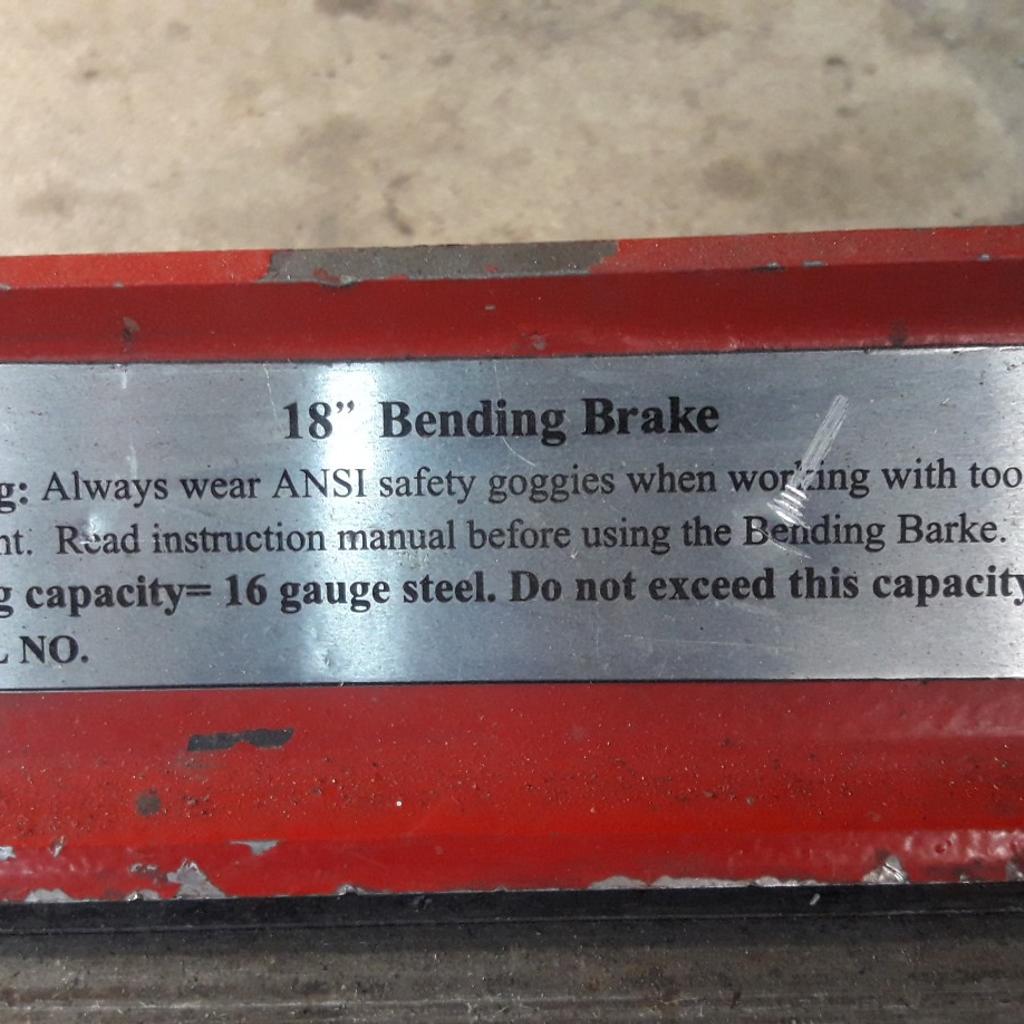 18” Bending Brake
g: Always wear ANSI safety goggies when working with too
nt. Read instruction manual before using the Bending Barke.
g capacity= 16 gauge steel. Do not exceed this capacity
L NO.